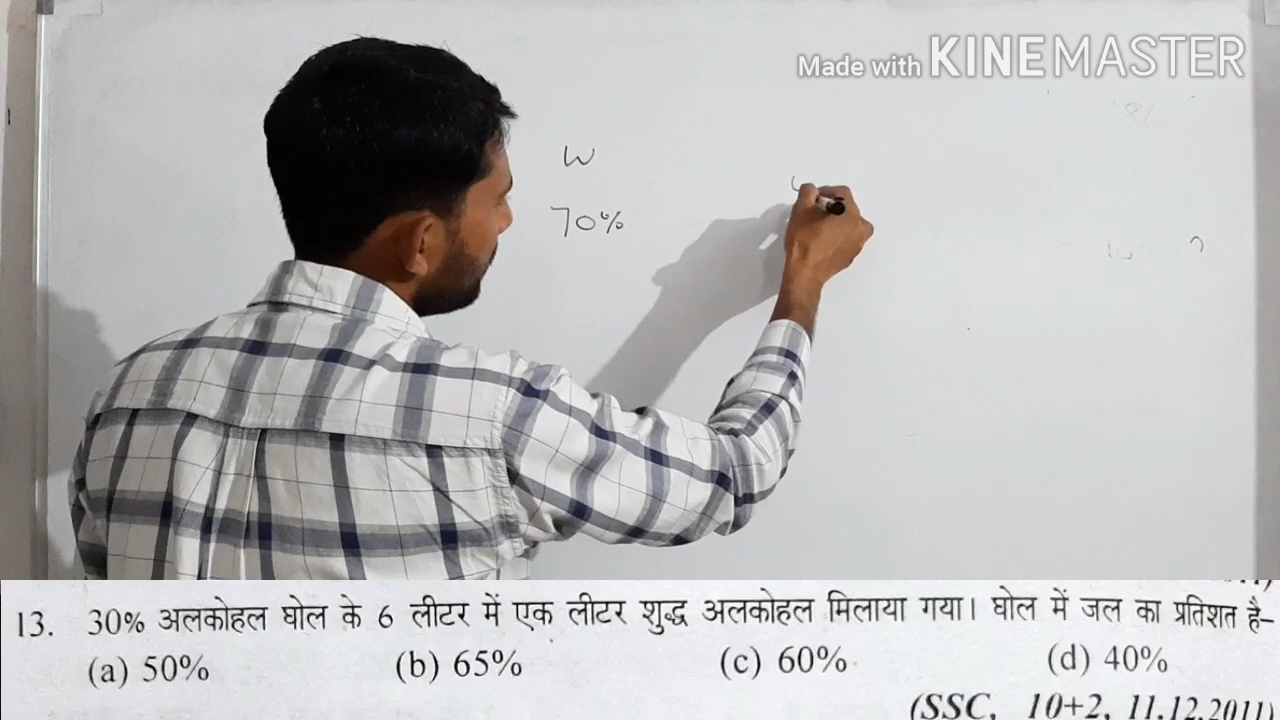 Made with KINEMASTER
W
70%
13. 30% अलकोहल घोल के 6 लीटर में एक लीटर शुद्ध अलकोहल मिलाया गया। घोल में जल का प्रतिशत है–
(a) 50% (b) 65% (c) 60% (d) 40%
(SSC, 10+2, 11.12.2011)